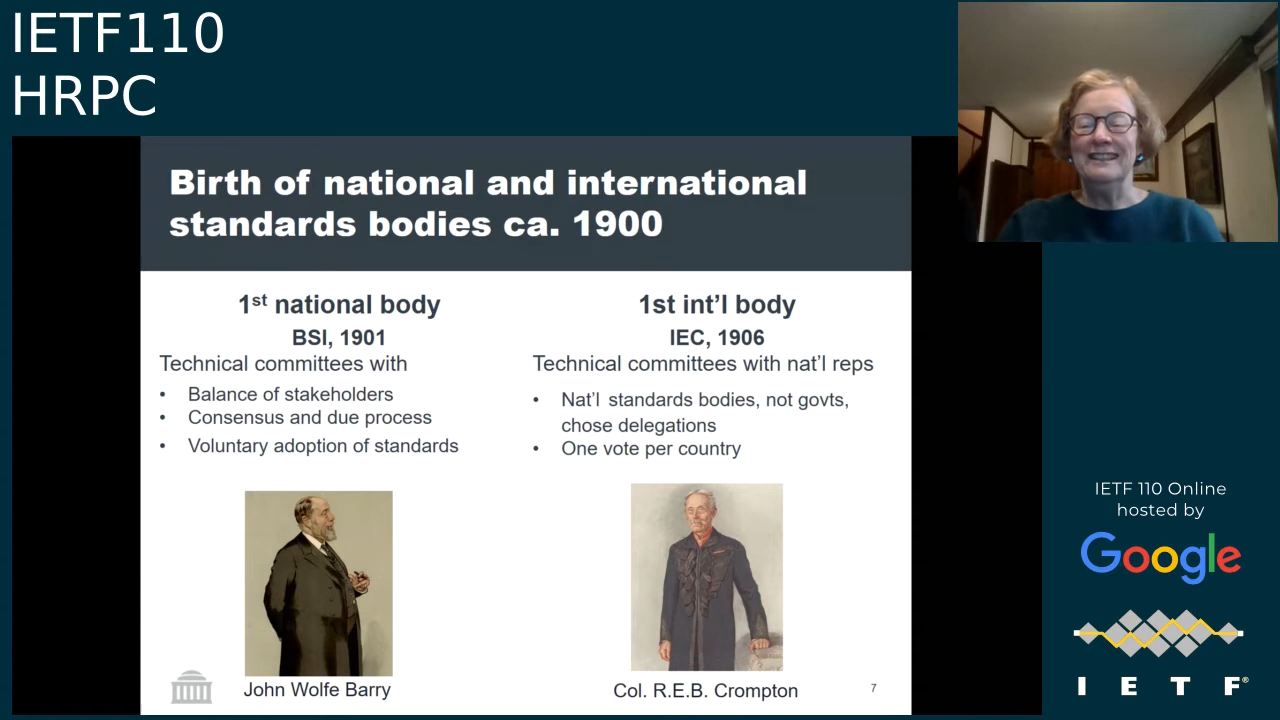 IETF110
HRPC
Birth of national and international
standards bodies ca. 1900
1st national body
BSI, 1901
Technical committees with
• Balance of stakeholders
• Consensus and due process
• Voluntary adoption of standards
1st int’l body
IEC, 1906
Technical committees with nat’l reps
• Nat’l standards bodies, not govts,
chose delegations
• One vote per country
John Wolfe Barry
Col. R.E.B. Crompton
7
IETF 110 Online
hosted by
Google
I E T F®